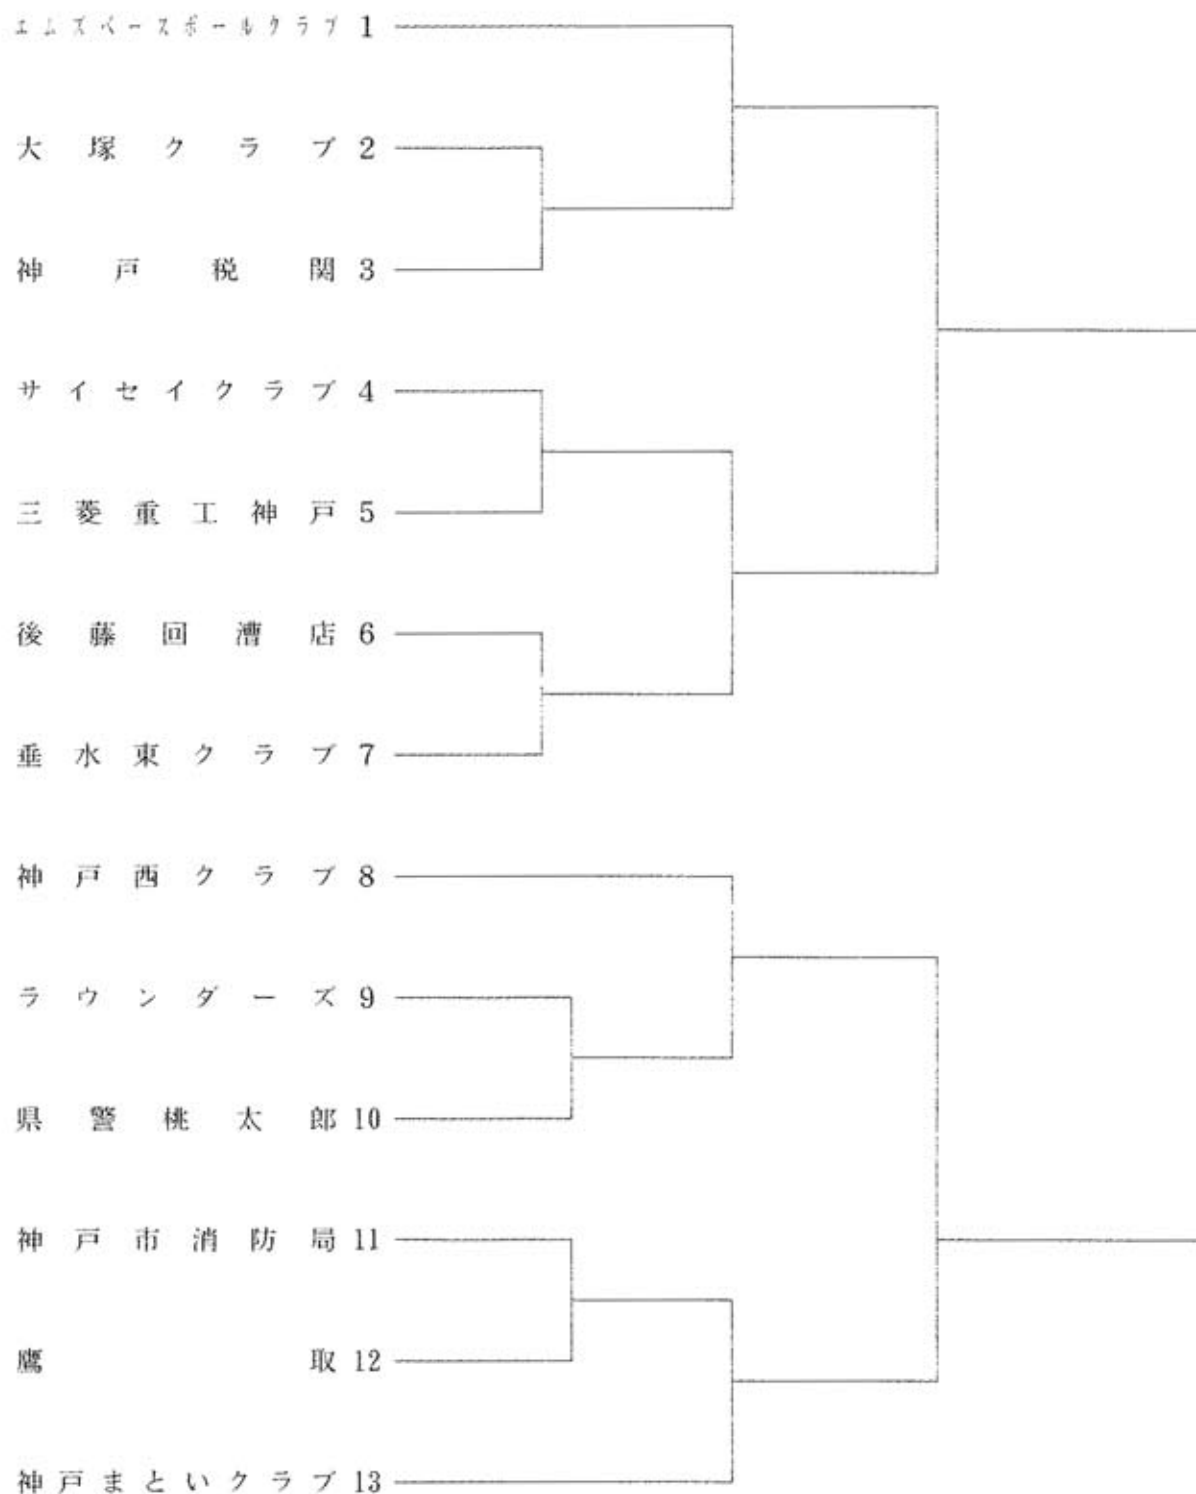 エムズベースボールクラブ 1
大塚クラブ 2
神戸税関 3
サイセイクラブ 4
三菱重工神戸 5
後藤回漕店 6
垂水東クラブ 7
神戸西クラブ 8
ラウンダーズ 9
県警桃太郎 10
神戸市消防局 11
鷹取 12
神戸まといクラブ 13